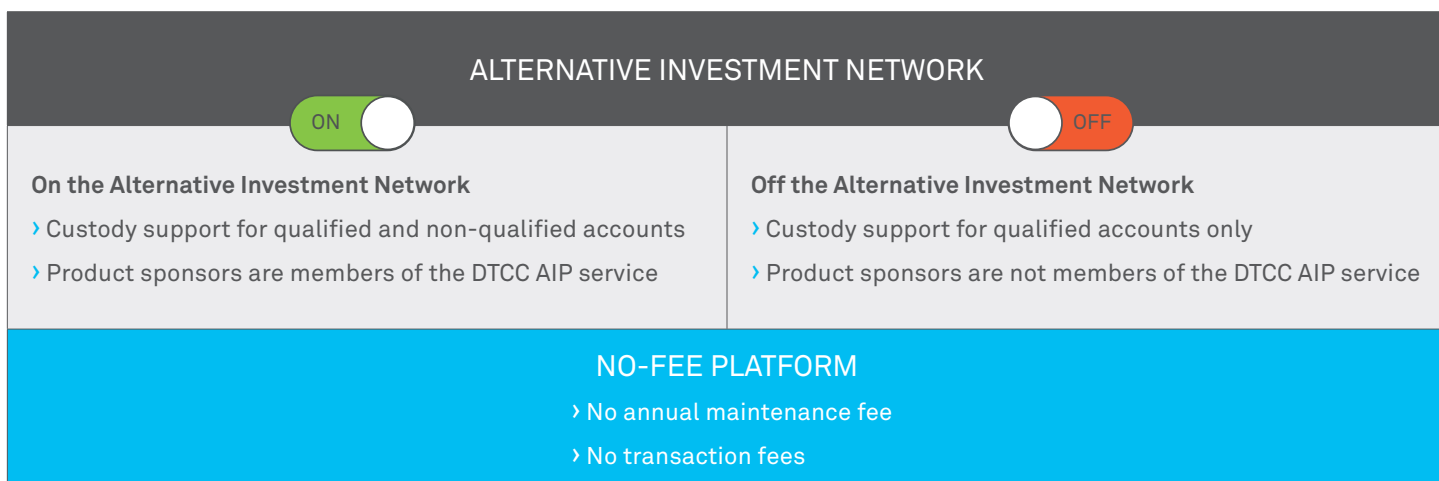 ALTERNATIVE INVESTMENT NETWORK
ON
OFF
On the Alternative Investment Network
› Custody support for qualified and non-qualified accounts
› Product sponsors are members of the DTCC AIP service
Off the Alternative Investment Network
› Custody support for qualified accounts only
› Product sponsors are not members of the DTCC AIP service
NO-FEE PLATFORM
› No annual maintenance fee
› No transaction fees